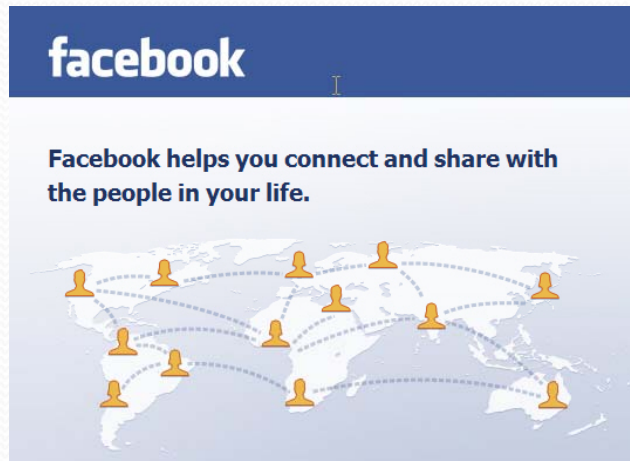 facebook
Facebook helps you connect and share with
the people in your life.